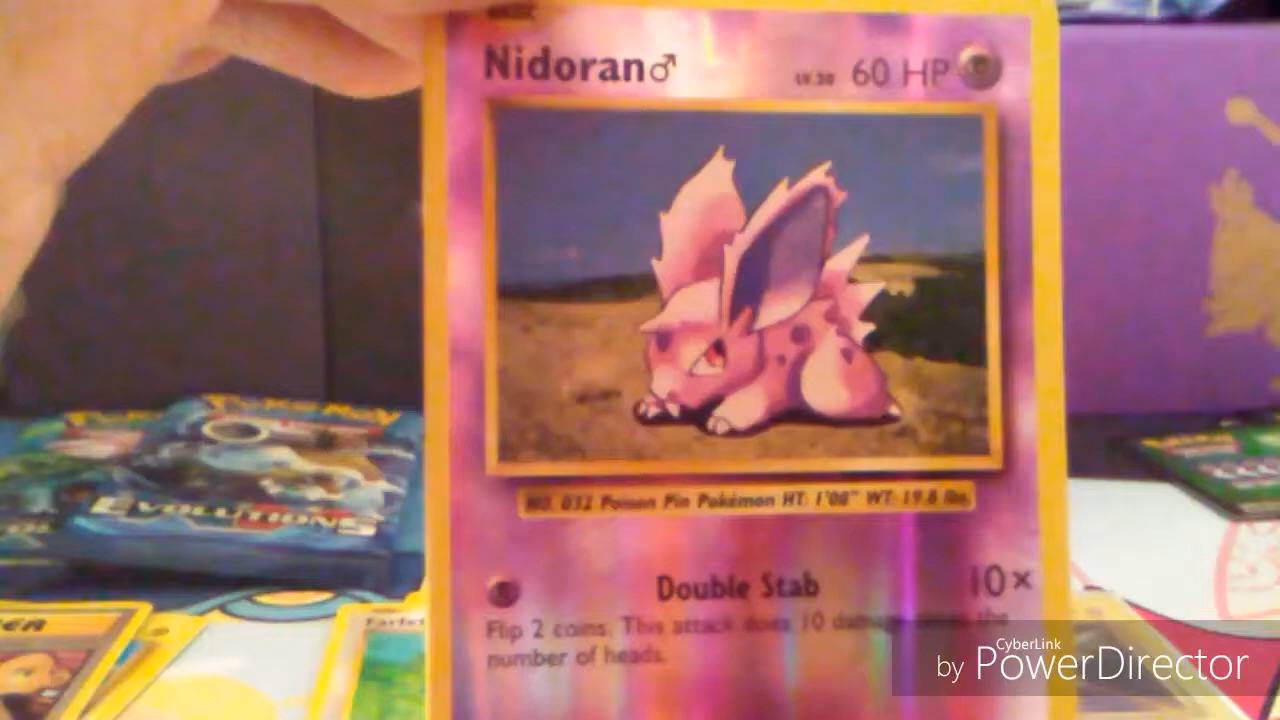 BASIC
Nidoran♂ LV.20 60 HP
NO. 032 Poison Pin Pokémon HT: 1'08" WT: 19.8 lbs.
Double Stab 10×
Flip 2 coins. This attack does 10 damage times the
number of heads.
EVOLUTIONS
CyberLink
by PowerDirector